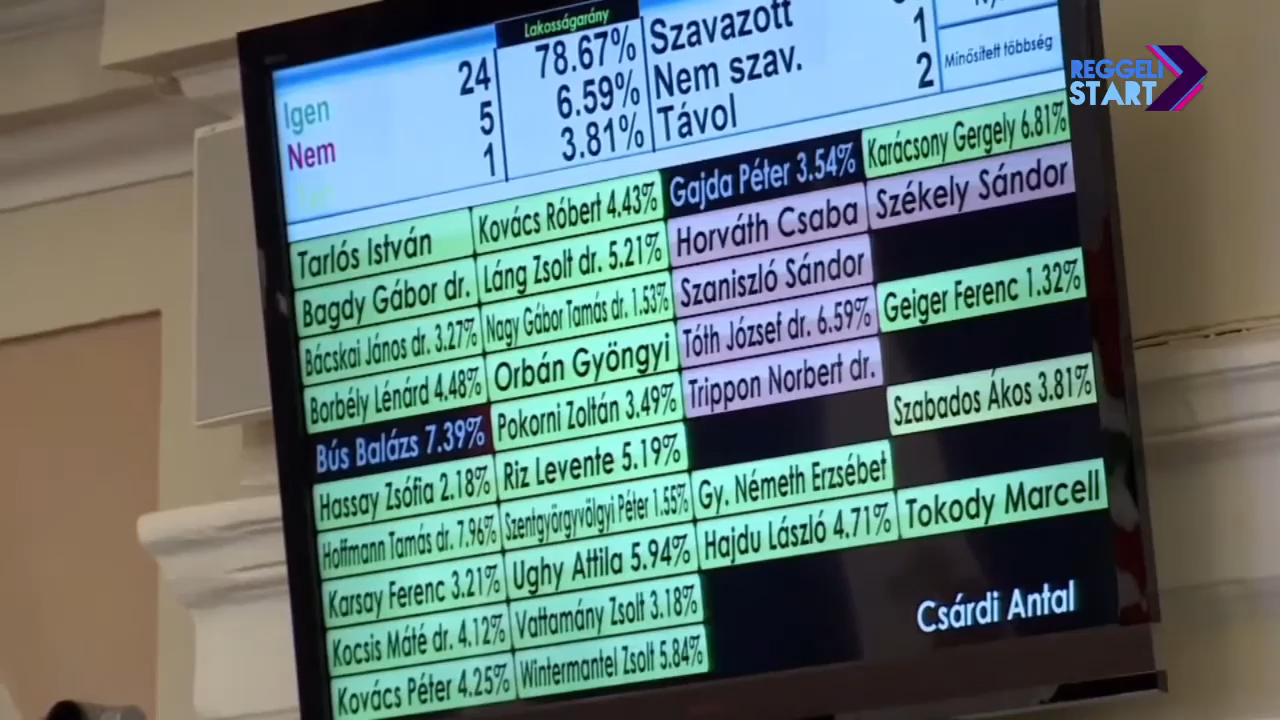 Lakosságarány
Igen 24 78.67% Szavazott
Nem 5 6.59% Nem szav. 1
1 3.81% Távol 2
Minősített többség
REGGELI
START
Tarlós István
Bagdy Gábor dr.
Bácskai János dr. 3.27%
Borbély Lénárd 4.48%
Bús Balázs 7.39%
Hassay Zsófia 2.18%
Hoffmann Tamás dr. 7.96%
Karsay Ferenc 3.21%
Kocsis Máté dr. 4.12%
Kovács Péter 4.25%
Kovács Róbert 4.43%
Láng Zsolt dr. 5.21%
Nagy Gábor Tamás dr. 1.53%
Orbán Gyöngyi
Pokorni Zoltán 3.49%
Riz Levente 5.19%
Szentgyörgyvölgyi Péter 1.55%
Ughy Attila 5.94%
Vattamány Zsolt 3.18%
Wintermantel Zsolt 5.84%
Gajda Péter 3.54%
Horváth Csaba
Szaniszló Sándor
Tóth József dr. 6.59%
Trippon Norbert dr.
Gy. Németh Erzsébet
Hajdu László 4.71%
Karácsony Gergely 6.81%
Székely Sándor
Geiger Ferenc 1.32%
Szabados Ákos 3.81%
Tokody Marcell
Csárdi Antal